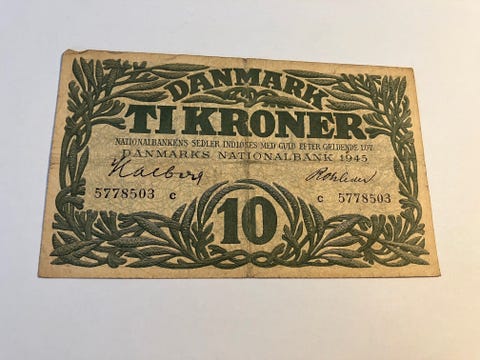 DANMARK
TI KRONER
NATIONALBANKENS SEDLER INDLØSES MED GULD EFTER GÆLDENDE LOV
DANMARKS NATIONALBANK 1945
5778503 C
C 5778503
10